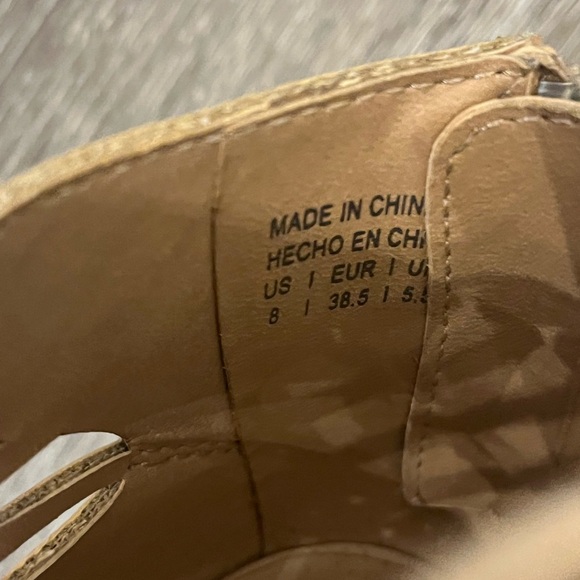 MADE IN CHIN
HECHO EN CHI
US | EUR | U
8 | 38.5 | 5.5